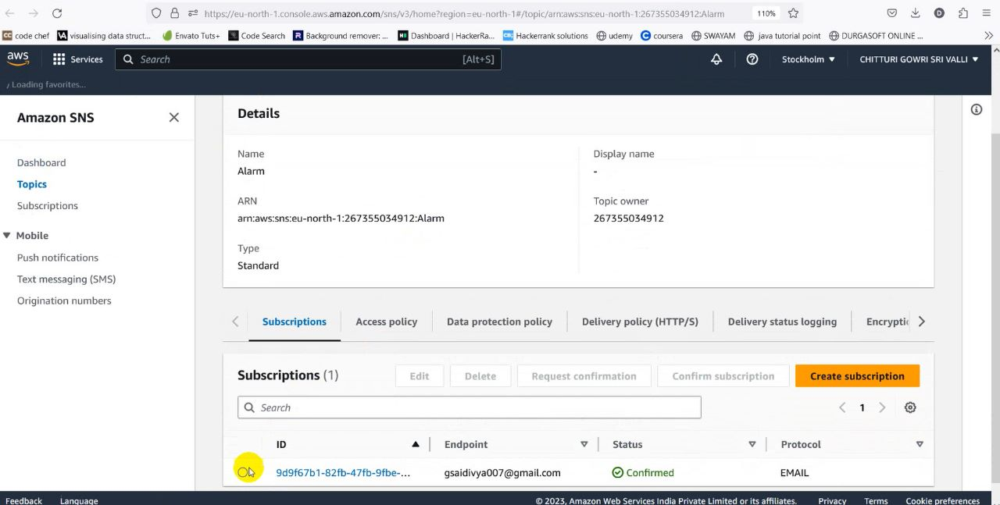 https://eu-north-1.console.aws.amazon.com/sns/v3/home?region=eu-north-1#/topic/arn:aws:sns:eu-north-1:267355034912:Alarm 110%
CC code chef VA visualising data struct... Envato Tuts+ Code Search R Background remover: ... Dashboard | HackerRa... Hackerrank solutions udemy C coursera SWAYAM java tutorial point DURGASOFT ONLINE ...
aws Services Search [Alt+S] Stockholm CHITTURI GOWRI SRI VALLI
Loading favorites...
Amazon SNS
Dashboard
Topics
Subscriptions
Mobile
Push notifications
Text messaging (SMS)
Origination numbers
Details
Name
Alarm
ARN
arn:aws:sns:eu-north-1:267355034912:Alarm
Type
Standard
Display name
-
Topic owner
267355034912
Subscriptions Access policy Data protection policy Delivery policy (HTTP/S) Delivery status logging Encryptic
Subscriptions (1) Edit Delete Request confirmation Confirm subscription Create subscription
Search 1
ID Endpoint Status Protocol
9d9f67b1-82fb-47fb-9fbe-... gsaidivya007@gmail.com Confirmed EMAIL
Feedback Language © 2023, Amazon Web Services India Private Limited or its affiliates. Privacy Terms Cookie preferences